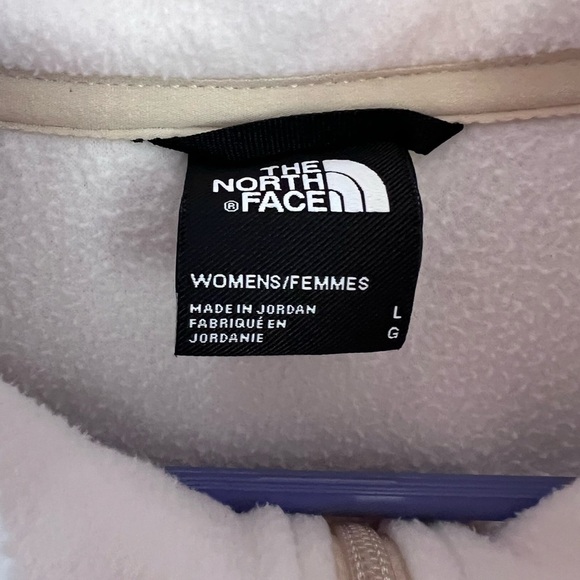 THE
NORTH
® FACE
WOMENS/FEMMES
MADE IN JORDAN
FABRIQUÉ EN
JORDANIE
L
G